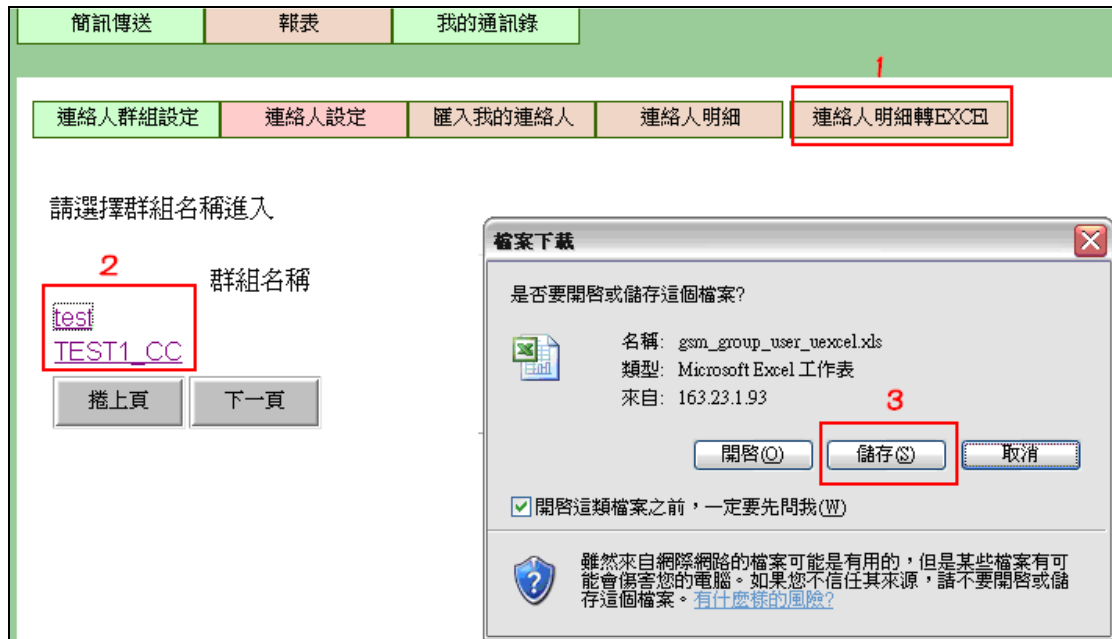 簡訊傳送 報表 我的通訊錄
1
連絡人群組設定 連絡人設定 匯入我的連絡人 連絡人明細 連絡人明細轉EXCEl
請選擇群組名稱進入
2
群組名稱
test
TEST1_CC
捲上頁 下一頁
檔案下載
是否要開啟或儲存這個檔案?
名稱: gsm_group_user_uexcel.xls
類型: Microsoft Excel 工作表
來自: 163.23.1.93
3
開啟(O) 儲存(S) 取消
開啟這類檔案之前，一定要先問我(W)
雖然來自網際網路的檔案可能是有用的，但是某些檔案有可
能會傷害您的電腦。如果您不信任其來源，請不要開啟或儲
存這個檔案。有什麼樣的風險?